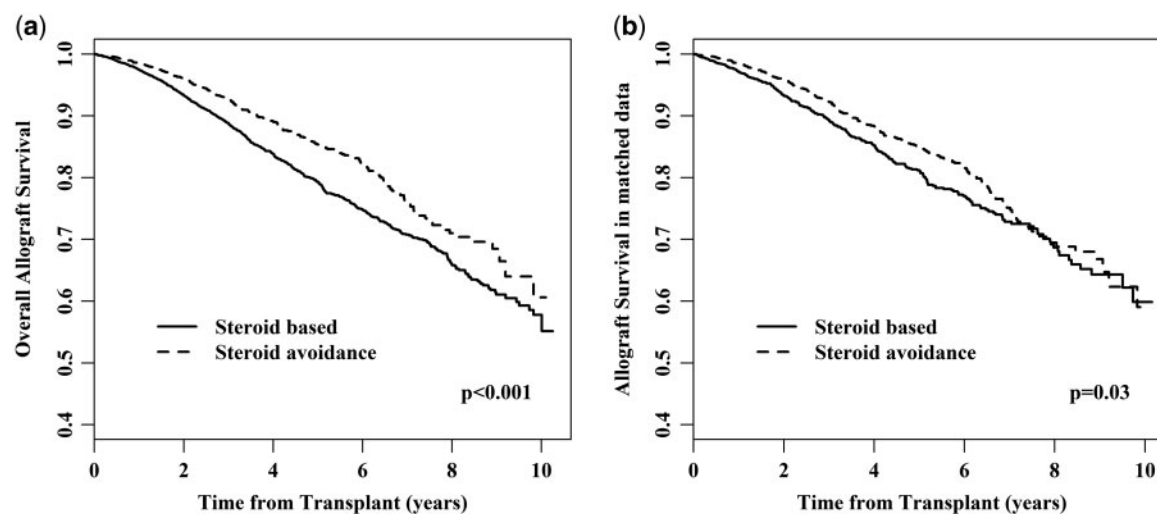 (a)
Overall Allograft Survival
1.0
0.9
0.8
0.7
0.6
0.5
0.4
Steroid based
Steroid avoidance
p<0.001
0 2 4 6 8 10
Time from Transplant (years)
(b)
Allograft Survival in matched data
1.0
0.9
0.8
0.7
0.6
0.5
0.4
Steroid based
Steroid avoidance
p=0.03
0 2 4 6 8 10
Time from Transplant (years)